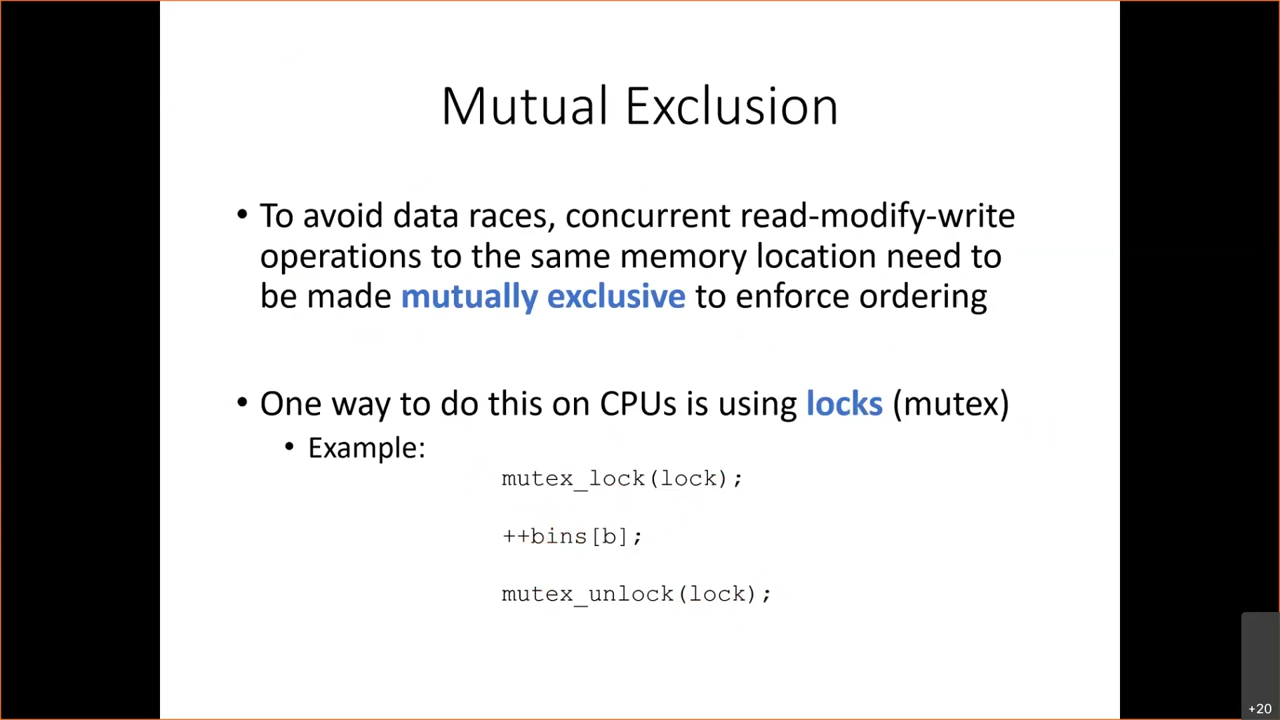 Mutual Exclusion
• To avoid data races, concurrent read-modify-write
operations to the same memory location need to
be made mutually exclusive to enforce ordering
• One way to do this on CPUs is using locks (mutex)
• Example:
mutex_lock(lock);
++bins[b];
mutex_unlock(lock);
+20